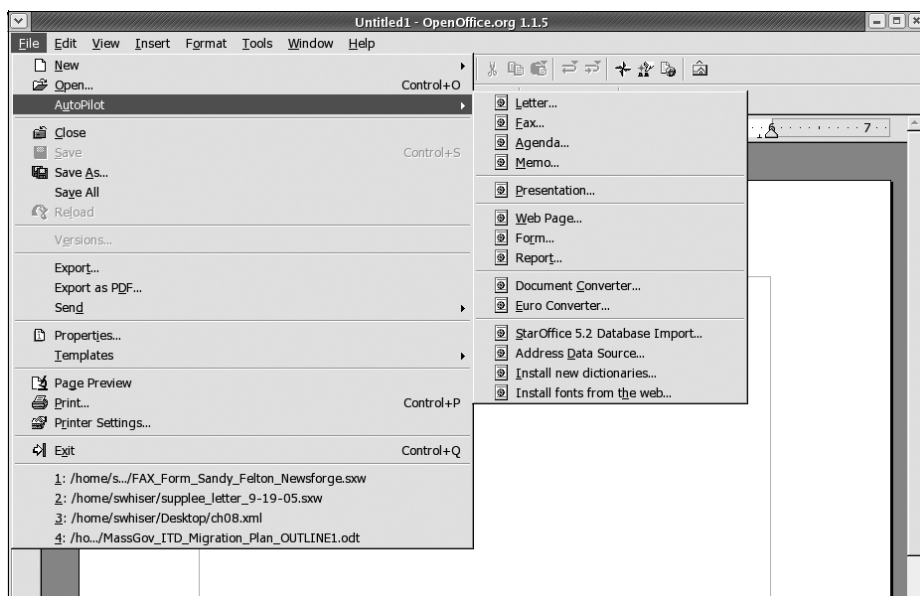 Untitled1 - OpenOffice.org 1.1.5
File Edit View Insert Format Tools Window Help
New
Open... Control+O
AutoPilot
Close
Save Control+S
Save As...
Save All
Reload
Versions...
Export...
Export as PDF...
Send
Properties...
Templates
Page Preview
Print... Control+P
Printer Settings...
Exit Control+Q
1: /home/s.../FAX_Form_Sandy_Felton_Newsforge.sxw
2: /home/swhiser/supplee_letter_9-19-05.sxw
3: /home/swhiser/Desktop/ch08.xml
4: /ho.../MassGov_ITD_Migration_Plan_OUTLINE1.odt
Letter...
Fax...
Agenda...
Memo...
Presentation...
Web Page...
Form...
Report...
Document Converter...
Euro Converter...
StarOffice 5.2 Database Import...
Address Data Source...
Install new dictionaries...
Install fonts from the web...
6 7